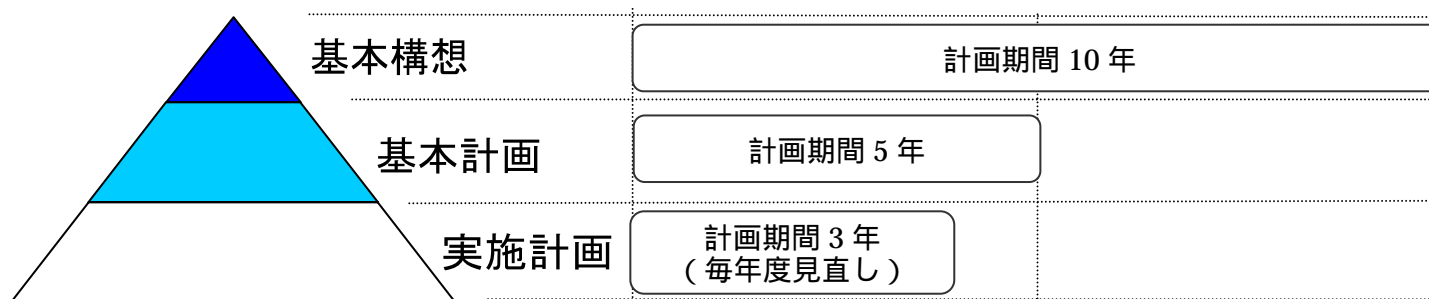 基本構想
計画期間 10 年
基本計画
計画期間 5 年
実施計画
計画期間 3 年
（毎年度見直し）